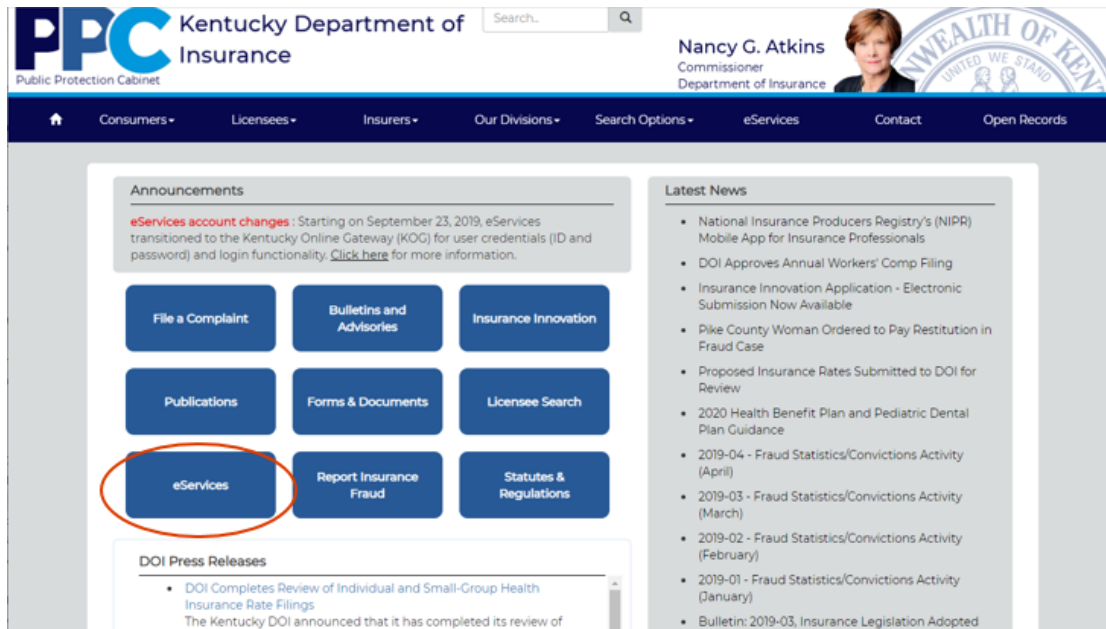 PPC
Public Protection Cabinet
Kentucky Department of
Insurance
Search..
Nancy G. Atkins
Commissioner
Department of Insurance
WEALTH OF KEN
UNITED WE STAND
Consumers
Licensees
Insurers
Our Divisions
Search Options
eServices
Contact
Open Records
Announcements
eServices account changes : Starting on September 23, 2019, eServices
transitioned to the Kentucky Online Gateway (KOG) for user credentials (ID and
password) and login functionality. Click here for more information.
File a Complaint
Bulletins and
Advisories
Insurance Innovation
Publications
Forms & Documents
Licensee Search
eServices
Report Insurance
Fraud
Statutes &
Regulations
DOI Press Releases
• DOI Completes Review of Individual and Small-Group Health
Insurance Rate Filings
The Kentucky DOI announced that it has completed its review of
Latest News
• National Insurance Producers Registry's (NIPR)
Mobile App for Insurance Professionals
• DOI Approves Annual Workers' Comp Filing
• Insurance Innovation Application - Electronic
Submission Now Available
• Pike County Woman Ordered to Pay Restitution in
Fraud Case
• Proposed Insurance Rates Submitted to DOI for
Review
• 2020 Health Benefit Plan and Pediatric Dental
Plan Guidance
• 2019-04 - Fraud Statistics/Convictions Activity
(April)
• 2019-03 - Fraud Statistics/Convictions Activity
(March)
• 2019-02 - Fraud Statistics/Convictions Activity
(February)
• 2019-01 - Fraud Statistics/Convictions Activity
(January)
• Bulletin: 2019-03, Insurance Legislation Adopted